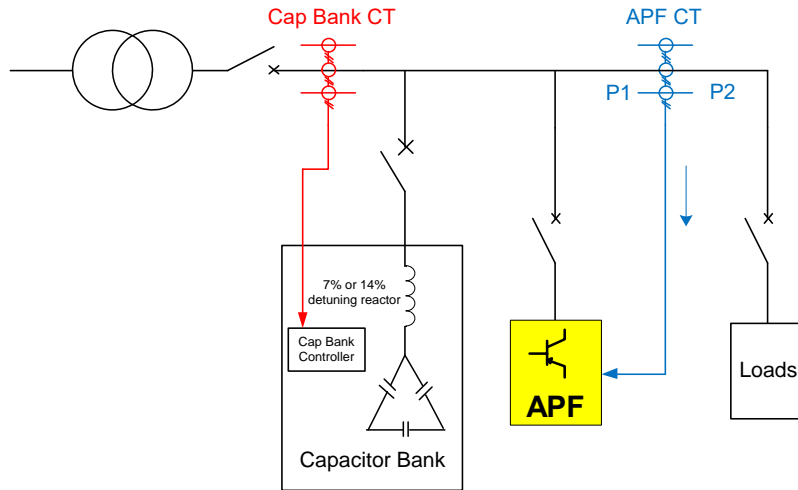 Cap Bank CT
APF CT
P1
P2
7% or 14%
detuning reactor
Cap Bank
Controller
Capacitor Bank
APF
Loads